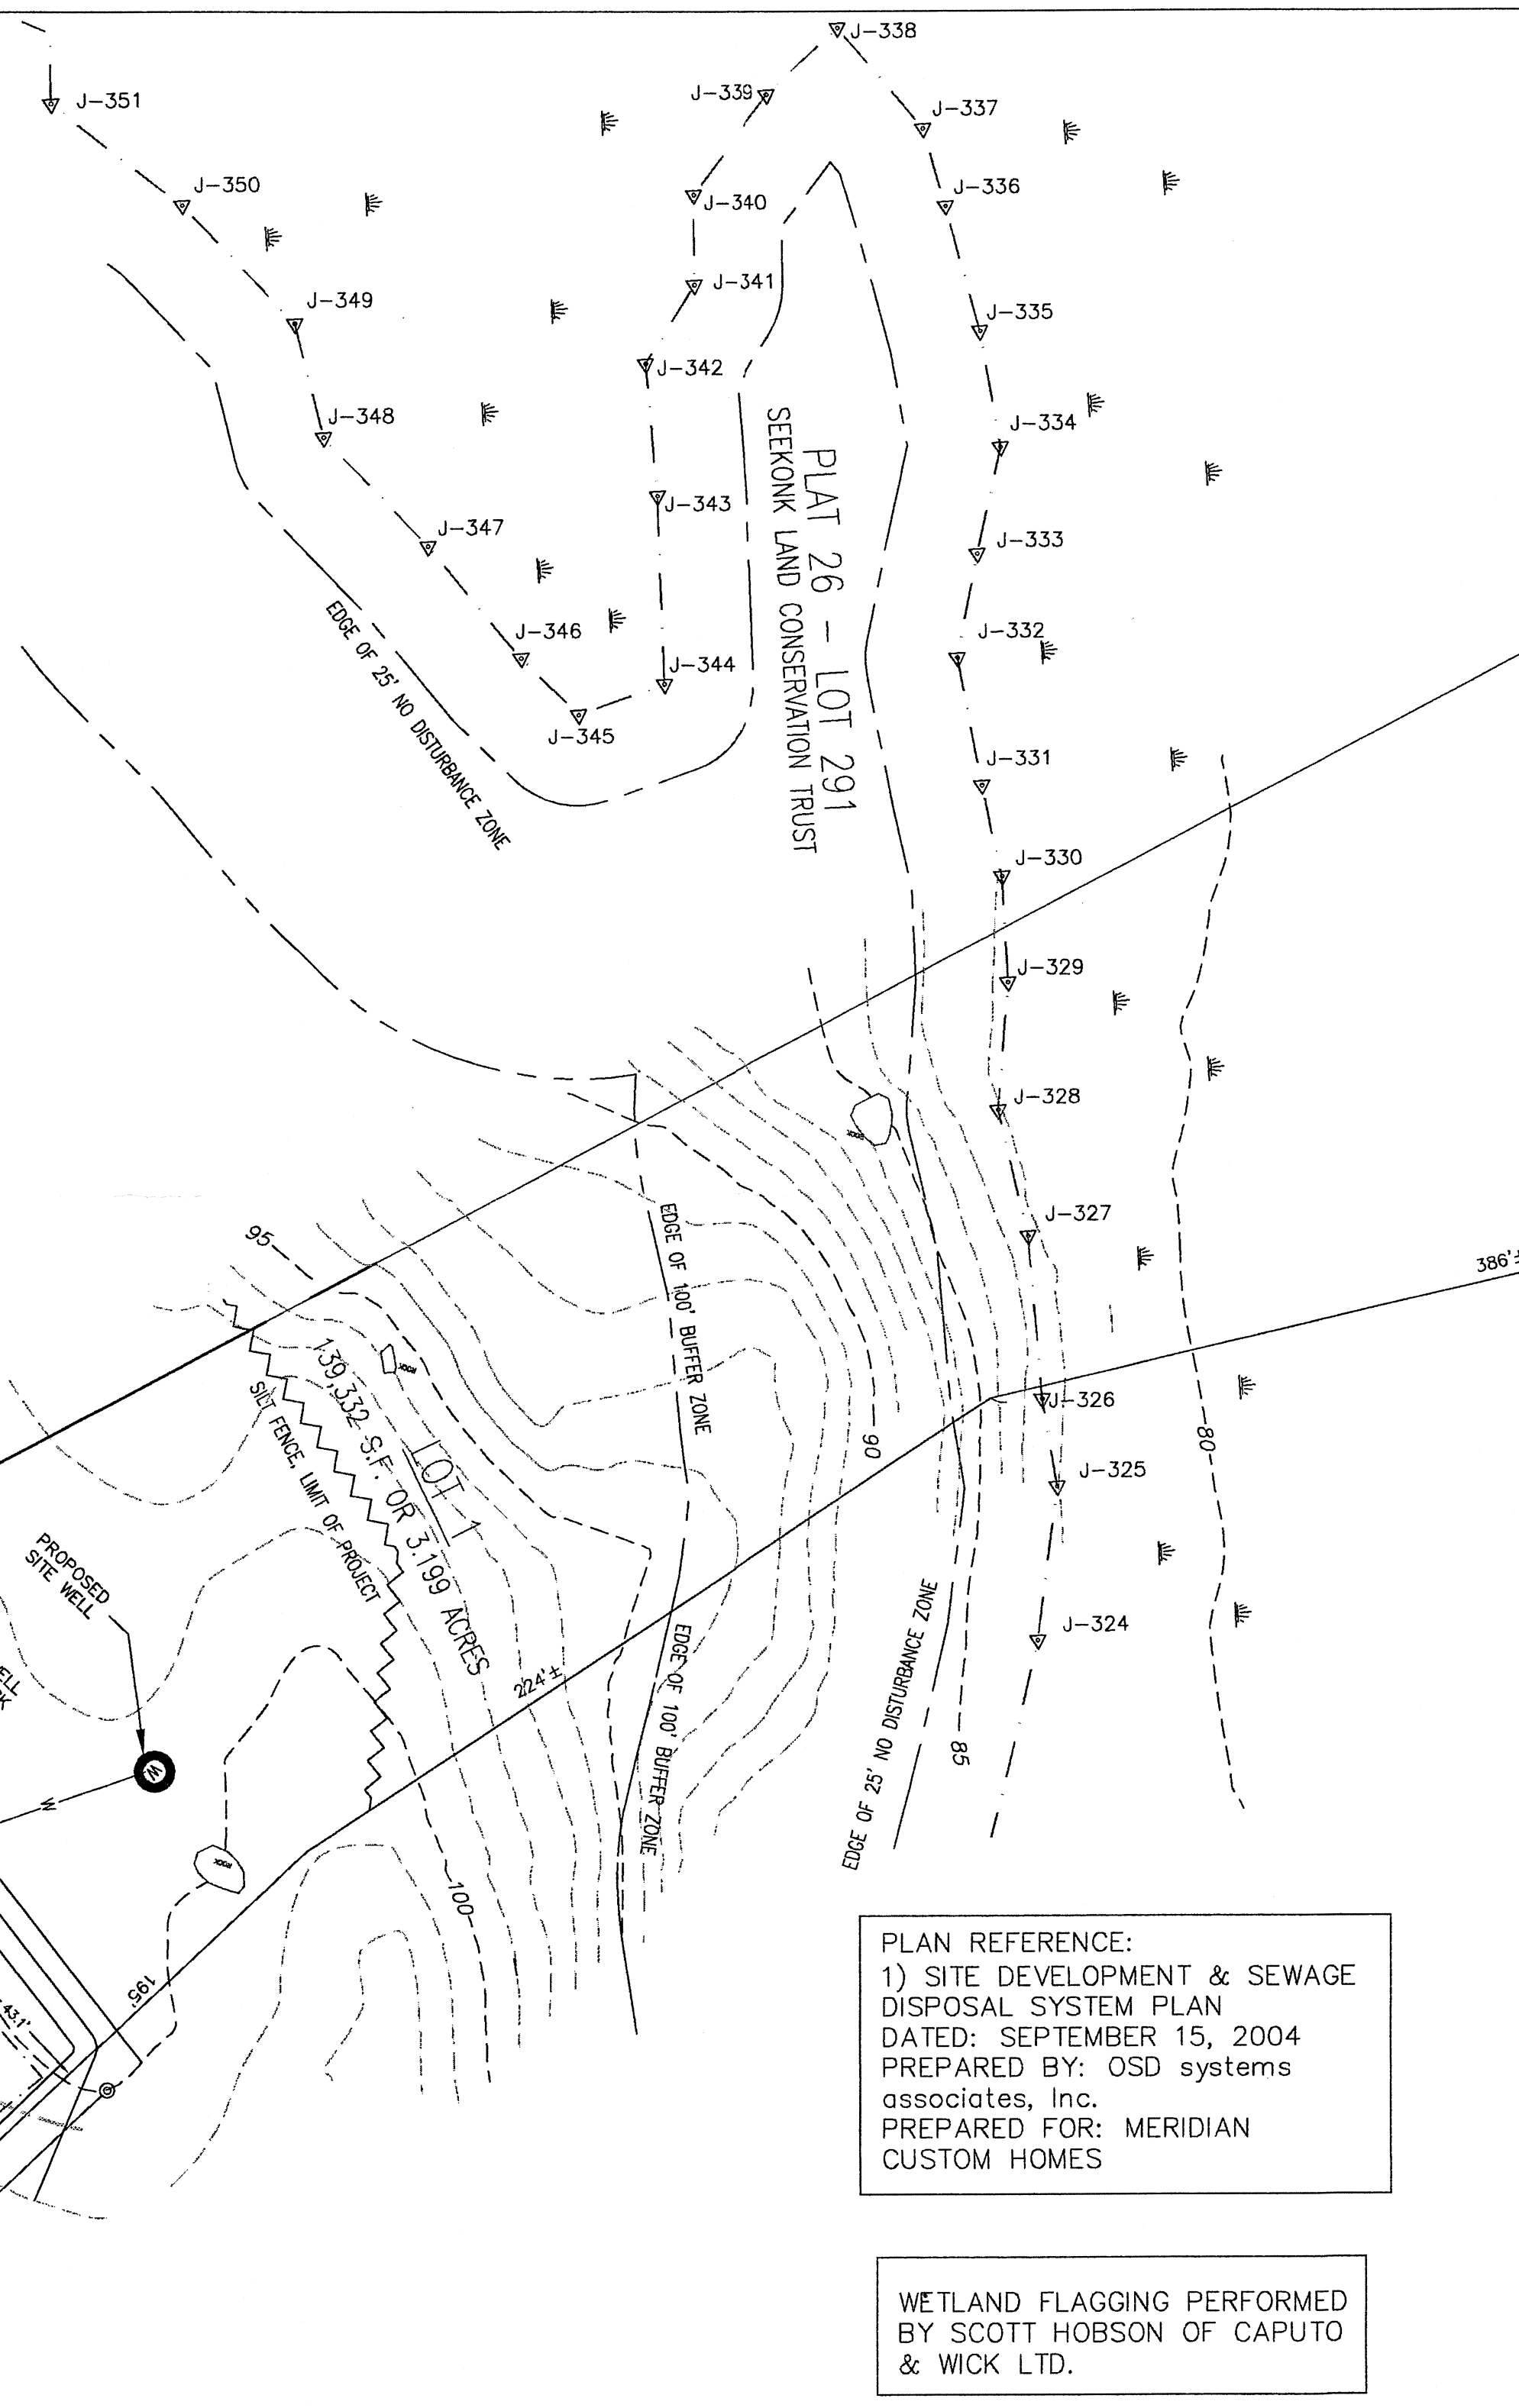 J-338
J-351
J-339
J-337
J-350
J-340
J-336
J-341
J-349
J-335
J-342
J-348
J-334
PLAT 26 - LOT 291
SEEKONK LAND CONSERVATION TRUST
J-343
J-347
J-333
J-346
J-332
EDGE OF 25' NO DISTURBANCE ZONE
J-344
J-345
J-331
J-330
J-329
J-328
ROCK
J-327
95
EDGE OF 100' BUFFER ZONE
386'±
ROCK
139,332 S.F. OR 3.199 ACRES
LOT 1
SILT FENCE, LIMIT OF PROJECT
J-326
90
80
J-325
PROPOSED
SITE WELL
J-324
224'±
EDGE OF 100' BUFFER ZONE
EDGE OF 25' NO DISTURBANCE ZONE
85
W
W
ROCK
100
195'
43.1'
PLAN REFERENCE:
1) SITE DEVELOPMENT & SEWAGE
DISPOSAL SYSTEM PLAN
DATED: SEPTEMBER 15, 2004
PREPARED BY: OSD systems
associates, Inc.
PREPARED FOR: MERIDIAN
CUSTOM HOMES
WETLAND FLAGGING PERFORMED
BY SCOTT HOBSON OF CAPUTO
& WICK LTD.